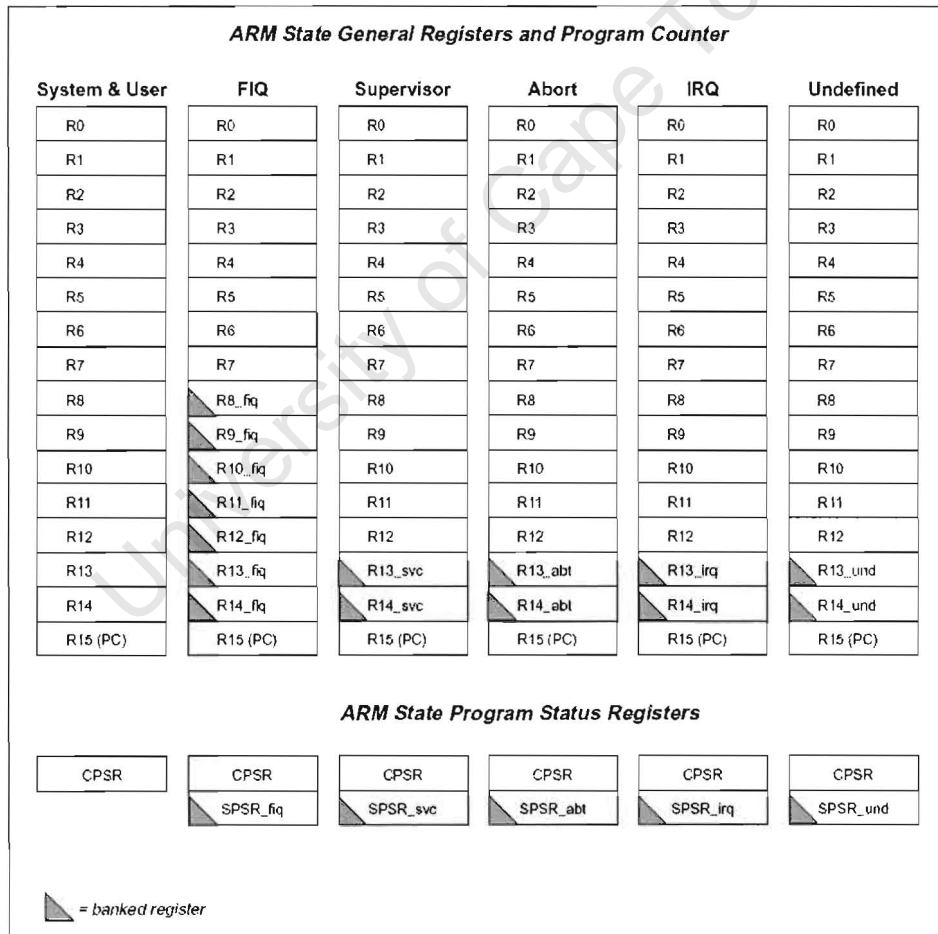 ARM State General Registers and Program Counter
System & User FIQ Supervisor Abort IRQ Undefined
R0 R0 R0 R0 R0 R0
R1 R1 R1 R1 R1 R1
R2 R2 R2 R2 R2 R2
R3 R3 R3 R3 R3 R3
R4 R4 R4 R4 R4 R4
R5 R5 R5 R5 R5 R5
R6 R6 R6 R6 R6 R6
R7 R7 R7 R7 R7 R7
R8 R8_fiq R8 R8 R8 R8
R9 R9_fiq R9 R9 R9 R9
R10 R10_fiq R10 R10 R10 R10
R11 R11_fiq R11 R11 R11 R11
R12 R12_fiq R12 R12 R12 R12
R13 R13_fiq R13_svc R13_abt R13_irq R13_und
R14 R14_fiq R14_svc R14_abt R14_irq R14_und
R15 (PC) R15 (PC) R15 (PC) R15 (PC) R15 (PC) R15 (PC)
ARM State Program Status Registers
CPSR CPSR CPSR CPSR CPSR CPSR
SPSR_fiq SPSR_svc SPSR_abt SPSR_irq SPSR_und
= banked register
University of Cape To